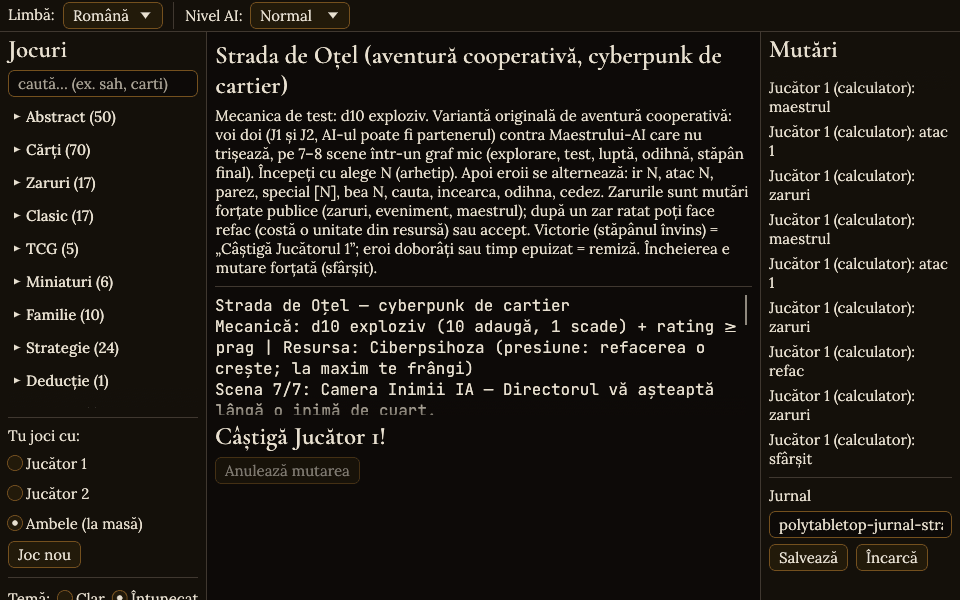 Limbă: Română ▼ Nivel AI: Normal ▼
Jocuri
caută... (ex. sah, carti)
▸ Abstract (50)
▸ Cărți (70)
▸ Zaruri (17)
▸ Clasic (17)
▸ TCG (5)
▸ Miniaturi (6)
▸ Familie (10)
▸ Strategie (24)
▸ Deducție (1)
Tu joci cu:
Jucător 1
Jucător 2
Ambele (la masă)
Joc nou
Temă: Clar Întunecat
Strada de Oțel (aventură cooperativă, cyberpunk de
cartier)
Mecanica de test: d10 exploziv. Variantă originală de aventură cooperativă:
voi doi (J1 și J2, AI-ul poate fi partenerul) contra Maestrului-AI care nu
trișează, pe 7–8 scene într-un graf mic (explorare, test, luptă, odihnă, stăpân
final). Începeți cu alege N (arhetip). Apoi eroii se alternează: ir N, atac N,
parez, special [N], bea N, cauta, incearca, odihna, cedez. Zarurile sunt mutări
forțate publice (zaruri, eveniment, maestrul); după un zar ratat poți face
refac (costă o unitate din resursă) sau accept. Victorie (stăpânul învins) =
„Câștigă Jucătorul 1”; eroi doborâți sau timp epuizat = remiză. Încheierea e
mutare forțată (sfârșit).
Strada de Oțel — cyberpunk de cartier
Mecanică: d10 exploziv (10 adaugă, 1 scade) + rating ≥
prag | Resursa: Ciberpsihoza (presiune: refacerea o
crește; la maxim te frângi)
Scena 7/7: Camera Inimii IA — Directorul vă așteaptă
lângă o inimă de cuarț.
Câștigă Jucător 1!
Anulează mutarea
Mutări
Jucător 1 (calculator):
maestrul
Jucător 1 (calculator): atac
1
Jucător 1 (calculator):
zaruri
Jucător 1 (calculator):
maestrul
Jucător 1 (calculator): atac
1
Jucător 1 (calculator):
zaruri
Jucător 1 (calculator):
refac
Jucător 1 (calculator):
zaruri
Jucător 1 (calculator):
sfârșit
Jurnal
polytabletop-jurnal-stra
Salvează Încarcă